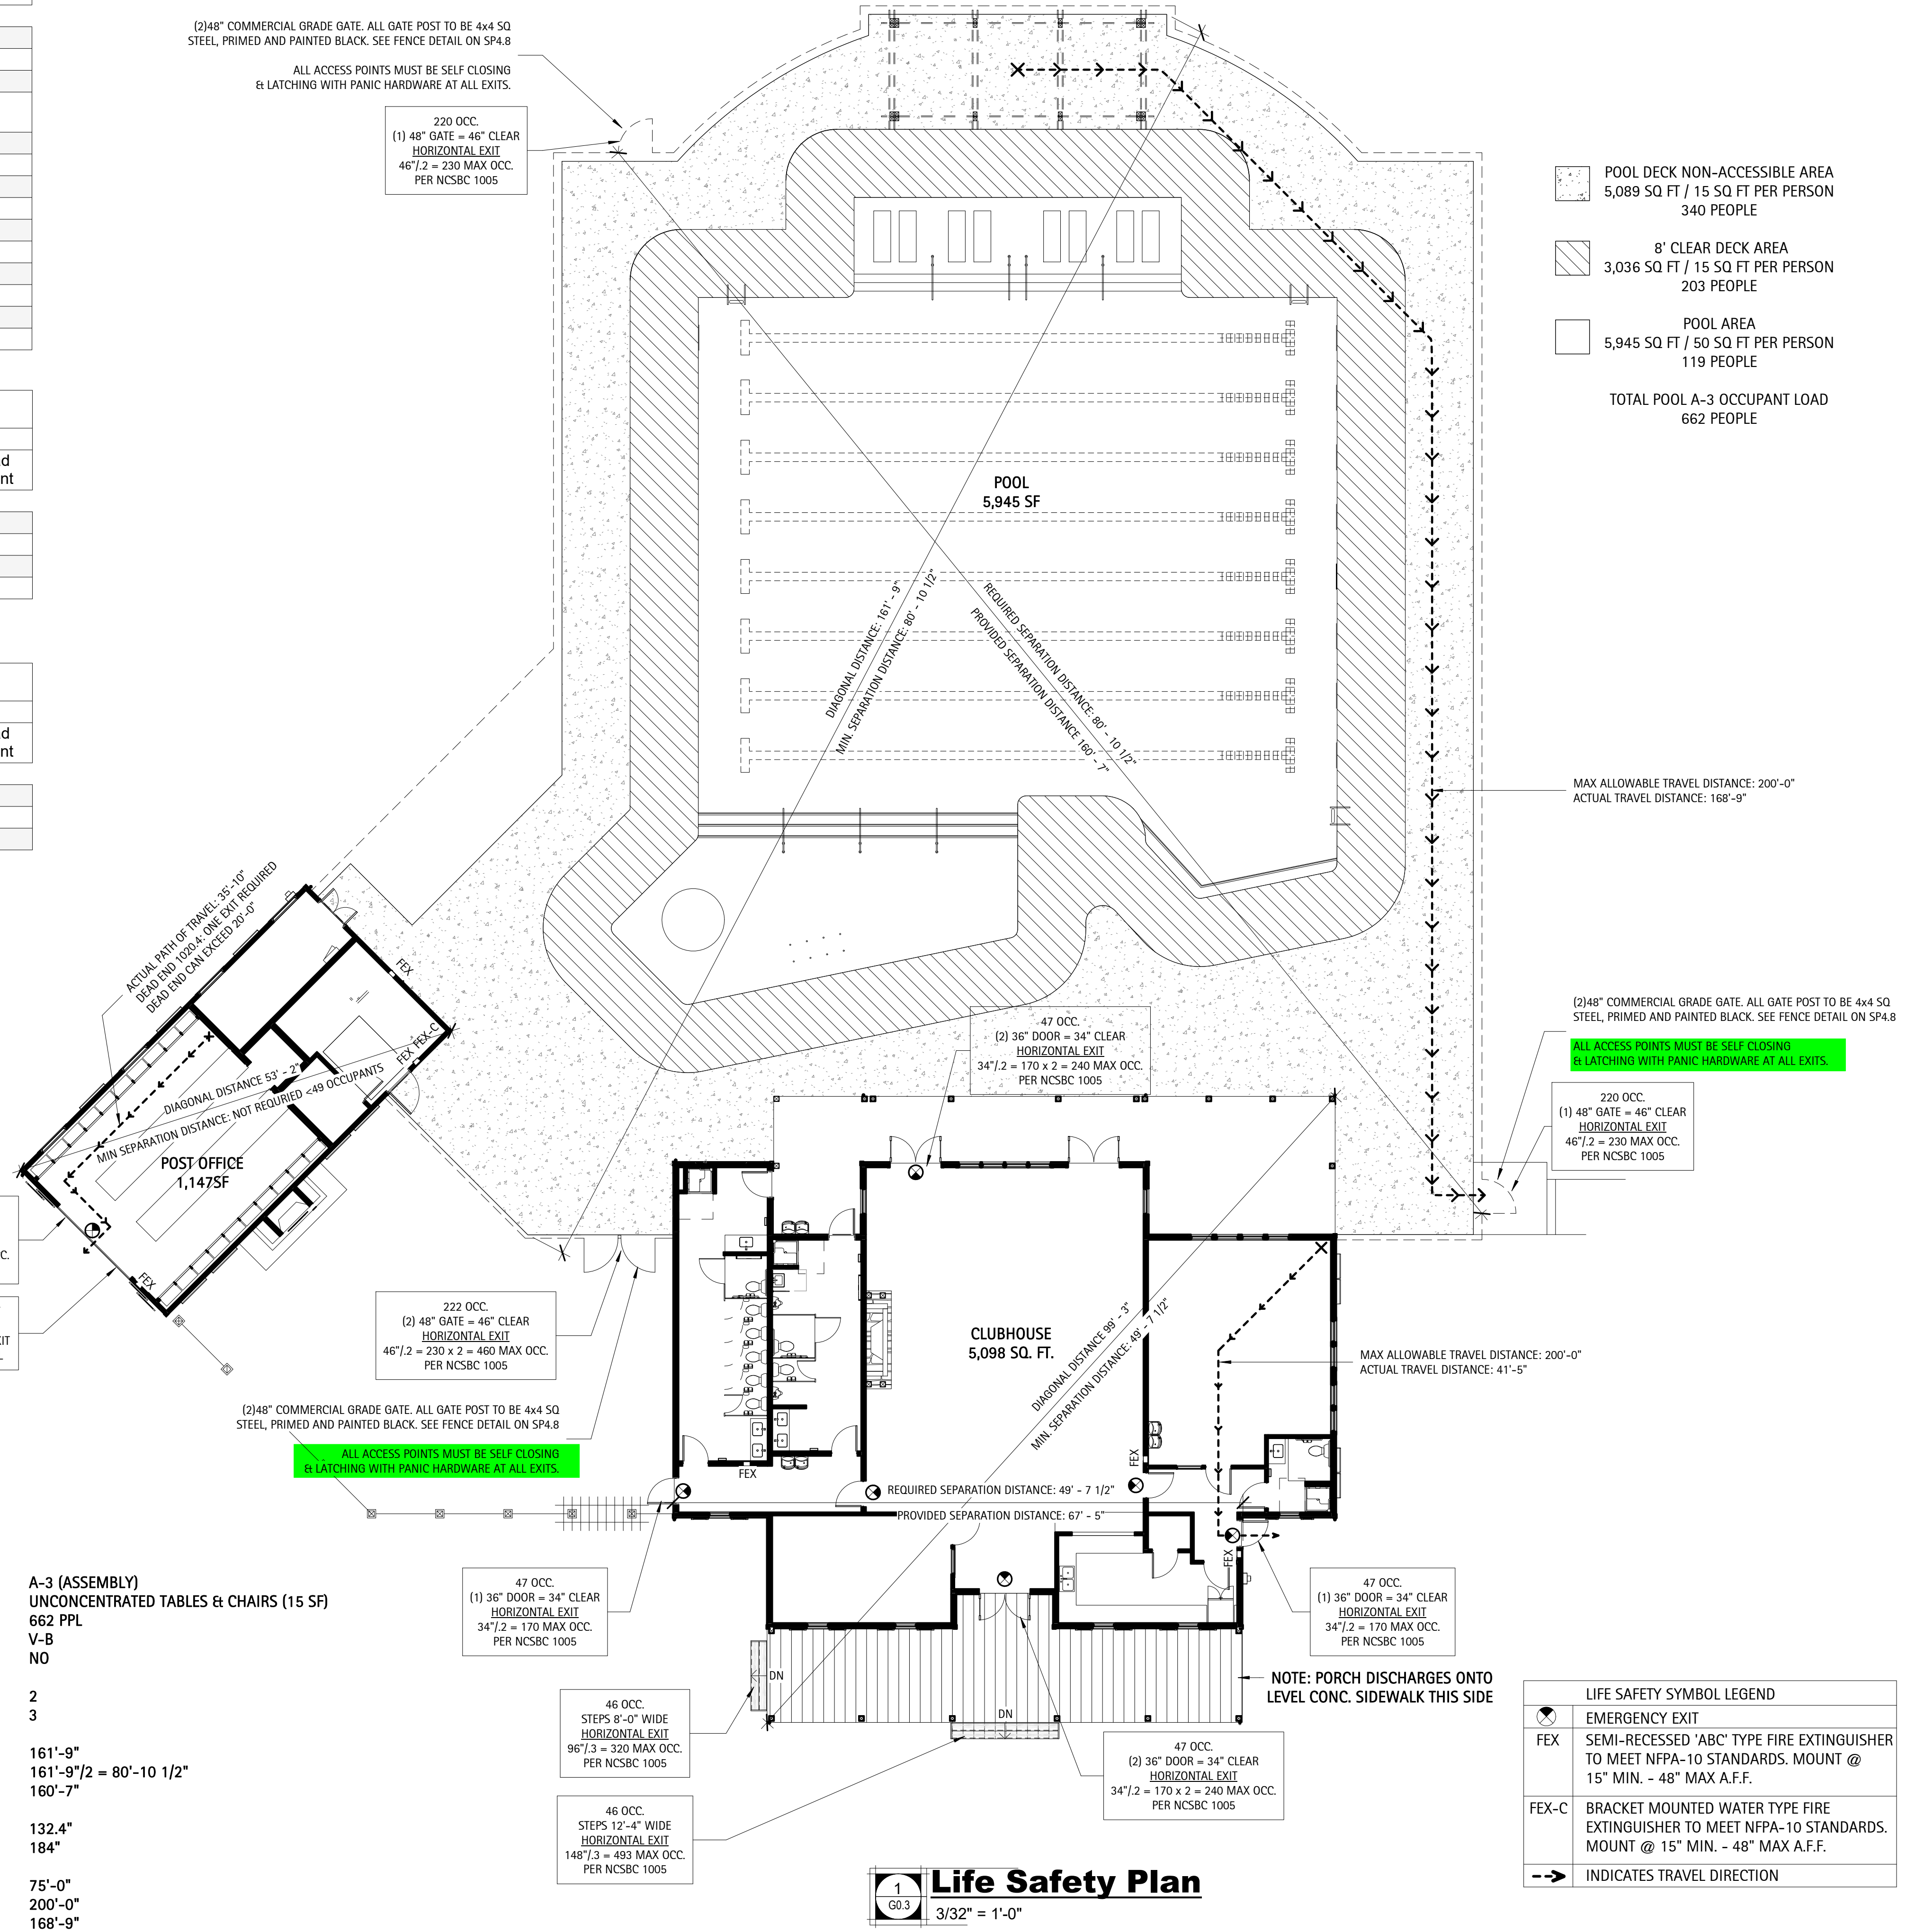 (2)48" COMMERCIAL GRADE GATE. ALL GATE POST TO BE 4x4 SQ
STEEL, PRIMED AND PAINTED BLACK. SEE FENCE DETAIL ON SP4.8
ALL ACCESS POINTS MUST BE SELF CLOSING
& LATCHING WITH PANIC HARDWARE AT ALL EXITS.
220 OCC.
(1) 48" GATE = 46" CLEAR
HORIZONTAL EXIT
46"/.2 = 230 MAX OCC.
PER NCSBC 1005
POOL DECK NON-ACCESSIBLE AREA
5,089 SQ FT / 15 SQ FT PER PERSON
340 PEOPLE
8' CLEAR DECK AREA
3,036 SQ FT / 15 SQ FT PER PERSON
203 PEOPLE
POOL AREA
5,945 SQ FT / 50 SQ FT PER PERSON
119 PEOPLE
TOTAL POOL A-3 OCCUPANT LOAD
662 PEOPLE
nt
nt
POOL
5,945 SF
DIAGONAL DISTANCE: 161' - 9"
MIN. SEPARATION DISTANCE: 80' - 10 1/2"
REQUIRED SEPARATION DISTANCE: 80' - 10 1/2"
PROVIDED SEPARATION DISTANCE 160' - 7"
MAX ALLOWABLE TRAVEL DISTANCE: 200'-0"
ACTUAL TRAVEL DISTANCE: 168'-9"
ACTUAL PATH OF TRAVEL: 35'-10"
DEAD END 1020.4: ONE EXIT REQUIRED
DEAD END CAN EXCEED 20'-0"
FEX
FEX FEX-C
DIAGONAL DISTANCE 53' - 2"
MIN SEPARATION DISTANCE: NOT REQURIED <49 OCCUPANTS
POST OFFICE
1,147SF
FEX
C.
47 OCC.
(2) 36" DOOR = 34" CLEAR
HORIZONTAL EXIT
34"/.2 = 170 x 2 = 240 MAX OCC.
PER NCSBC 1005
(2)48" COMMERCIAL GRADE GATE. ALL GATE POST TO BE 4x4 SQ
STEEL, PRIMED AND PAINTED BLACK. SEE FENCE DETAIL ON SP4.8
ALL ACCESS POINTS MUST BE SELF CLOSING
& LATCHING WITH PANIC HARDWARE AT ALL EXITS.
220 OCC.
(1) 48" GATE = 46" CLEAR
HORIZONTAL EXIT
46"/.2 = 230 MAX OCC.
PER NCSBC 1005
222 OCC.
(2) 48" GATE = 46" CLEAR
HORIZONTAL EXIT
46"/.2 = 230 x 2 = 460 MAX OCC.
PER NCSBC 1005
(2)48" COMMERCIAL GRADE GATE. ALL GATE POST TO BE 4x4 SQ
STEEL, PRIMED AND PAINTED BLACK. SEE FENCE DETAIL ON SP4.8
ALL ACCESS POINTS MUST BE SELF CLOSING
& LATCHING WITH PANIC HARDWARE AT ALL EXITS.
CLUBHOUSE
5,098 SQ. FT.
DIAGONAL DISTANCE 99' - 3"
MIN. SEPARATION DISTANCE: 49' - 7 1/2"
MAX ALLOWABLE TRAVEL DISTANCE: 200'-0"
ACTUAL TRAVEL DISTANCE: 41'-5"
FEX
FEX
REQUIRED SEPARATION DISTANCE: 49' - 7 1/2"
PROVIDED SEPARATION DISTANCE: 67' - 5"
FEX
47 OCC.
(1) 36" DOOR = 34" CLEAR
HORIZONTAL EXIT
34"/.2 = 170 MAX OCC.
PER NCSBC 1005
47 OCC.
(1) 36" DOOR = 34" CLEAR
HORIZONTAL EXIT
34"/.2 = 170 MAX OCC.
PER NCSBC 1005
DN
DN
NOTE: PORCH DISCHARGES ONTO
LEVEL CONC. SIDEWALK THIS SIDE
46 OCC.
STEPS 8'-0" WIDE
HORIZONTAL EXIT
96"/.3 = 320 MAX OCC.
PER NCSBC 1005
46 OCC.
STEPS 12'-4" WIDE
HORIZONTAL EXIT
148"/.3 = 493 MAX OCC.
PER NCSBC 1005
47 OCC.
(2) 36" DOOR = 34" CLEAR
HORIZONTAL EXIT
34"/.2 = 170 x 2 = 240 MAX OCC.
PER NCSBC 1005
A-3 (ASSEMBLY)
UNCONCENTRATED TABLES & CHAIRS (15 SF)
662 PPL
V-B
NO
2
3
161'-9"
161'-9"/2 = 80'-10 1/2"
160'-7"
132.4"
184"
75'-0"
200'-0"
168'-9"
LIFE SAFETY SYMBOL LEGEND
EMERGENCY EXIT
FEX SEMI-RECESSED 'ABC' TYPE FIRE EXTINGUISHER
TO MEET NFPA-10 STANDARDS. MOUNT @
15" MIN. - 48" MAX A.F.F.
FEX-C BRACKET MOUNTED WATER TYPE FIRE
EXTINGUISHER TO MEET NFPA-10 STANDARDS.
MOUNT @ 15" MIN. - 48" MAX A.F.F.
INDICATES TRAVEL DIRECTION
1
G0.3
Life Safety Plan
3/32" = 1'-0"